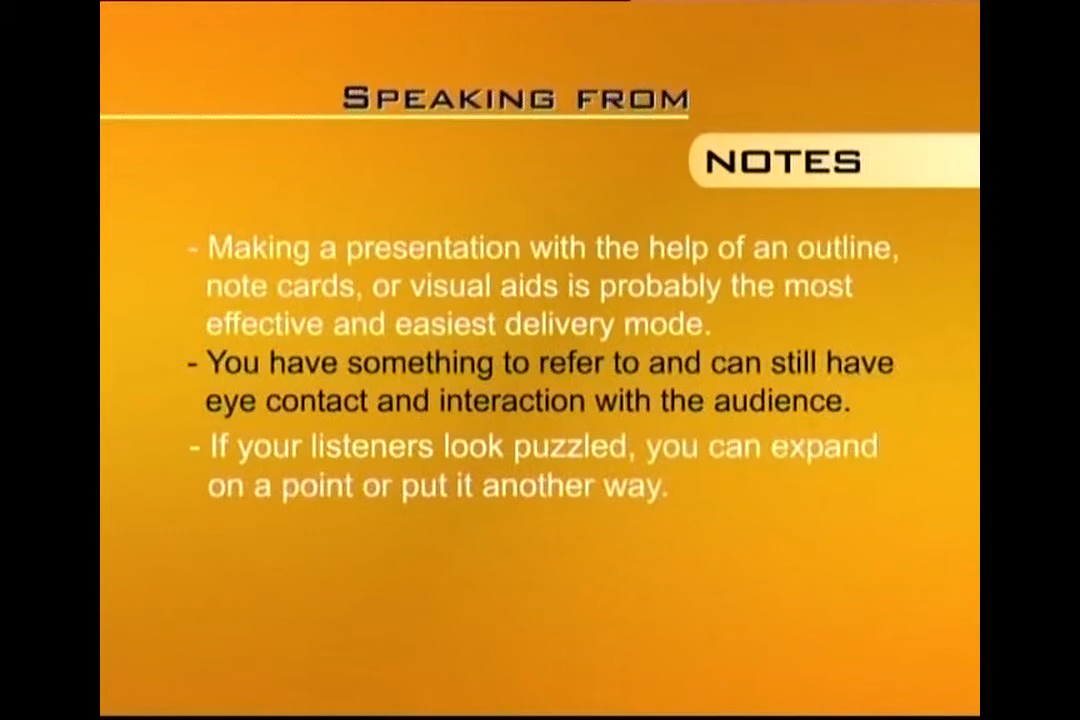 SPEAKING FROM
NOTES
- Making a presentation with the help of an outline,
note cards, or visual aids is probably the most
effective and easiest delivery mode.
- You have something to refer to and can still have
eye contact and interaction with the audience.
- If your listeners look puzzled, you can expand
on a point or put it another way.